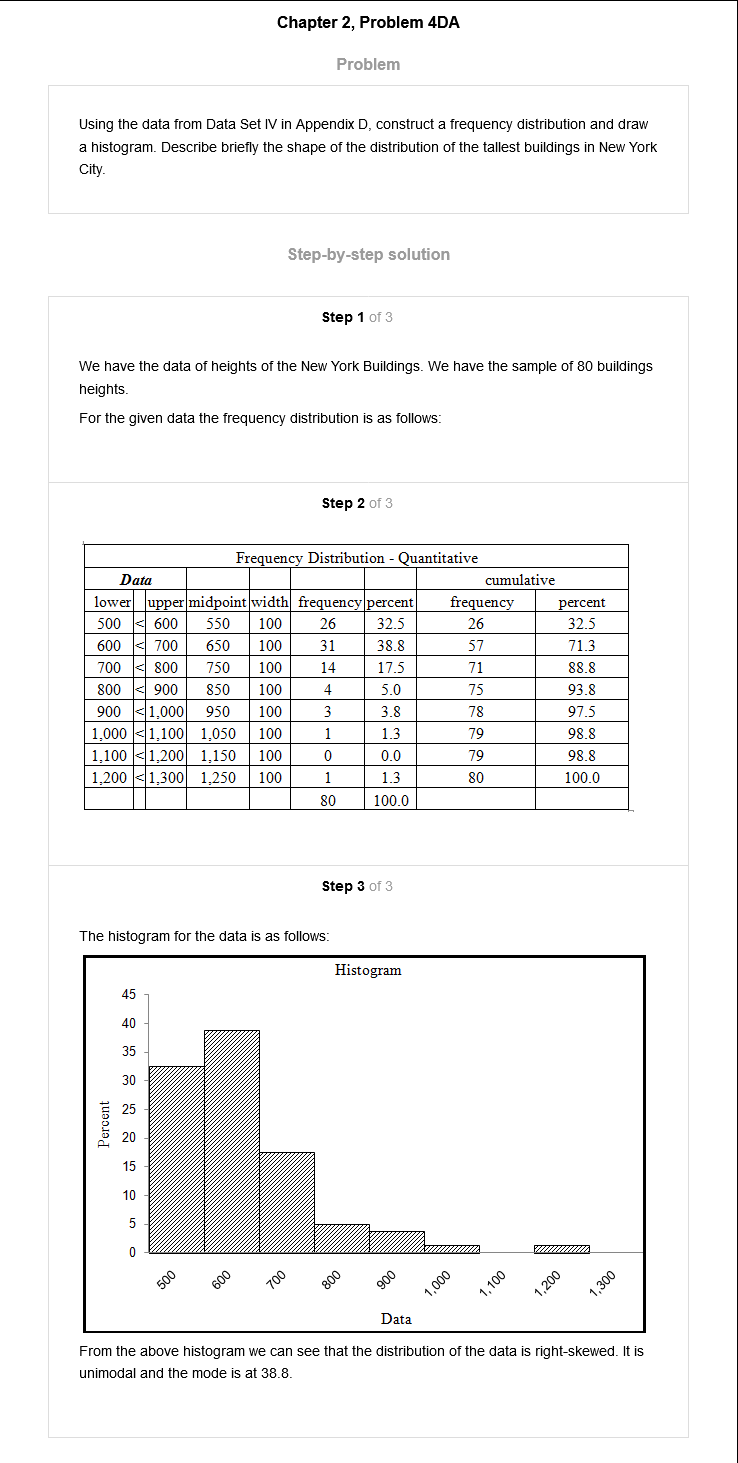 Chapter 2, Problem 4DA
Problem
Using the data from Data Set IV in Appendix D, construct a frequency distribution and draw
a histogram. Describe briefly the shape of the distribution of the tallest buildings in New York
City.
Step-by-step solution
Step 1 of 3
We have the data of heights of the New York Buildings. We have the sample of 80 buildings
heights.
For the given data the frequency distribution is as follows:
Step 2 of 3
Frequency Distribution - Quantitative
Data cumulative
lower upper midpoint width frequency percent frequency percent
500 < 600 550 100 26 32.5 26 32.5
600 < 700 650 100 31 38.8 57 71.3
700 < 800 750 100 14 17.5 71 88.8
800 < 900 850 100 4 5.0 75 93.8
900 < 1,000 950 100 3 3.8 78 97.5
1,000 < 1,100 1,050 100 1 1.3 79 98.8
1,100 < 1,200 1,150 100 0 0.0 79 98.8
1,200 < 1,300 1,250 100 1 1.3 80 100.0
80 100.0
Step 3 of 3
The histogram for the data is as follows:
Histogram
45
40
35
30
25
20
15
10
5
0
Percent
500 600 700 800 900 1,000 1,100 1,200 1,300
Data
From the above histogram we can see that the distribution of the data is right-skewed. It is
unimodal and the mode is at 38.8.